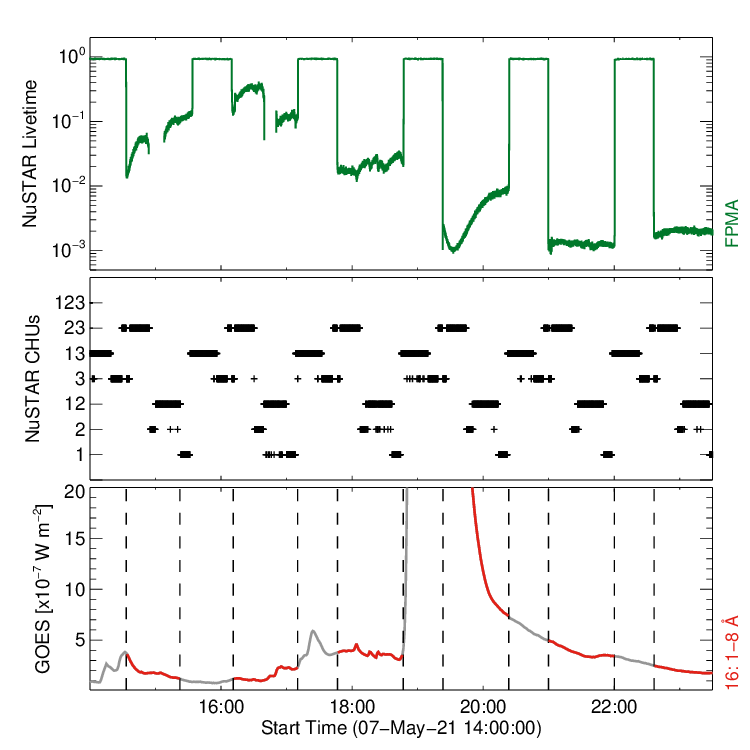 NuSTAR Livetime
10⁰
10⁻¹
10⁻²
10⁻³
FPMA
NuSTAR CHUs
123
23
13
3
12
2
1
GOES [x10⁻⁷ W m⁻²]
20
15
10
5
16: 1−8 Å
16:00 18:00 20:00 22:00
Start Time (07−May−21 14:00:00)